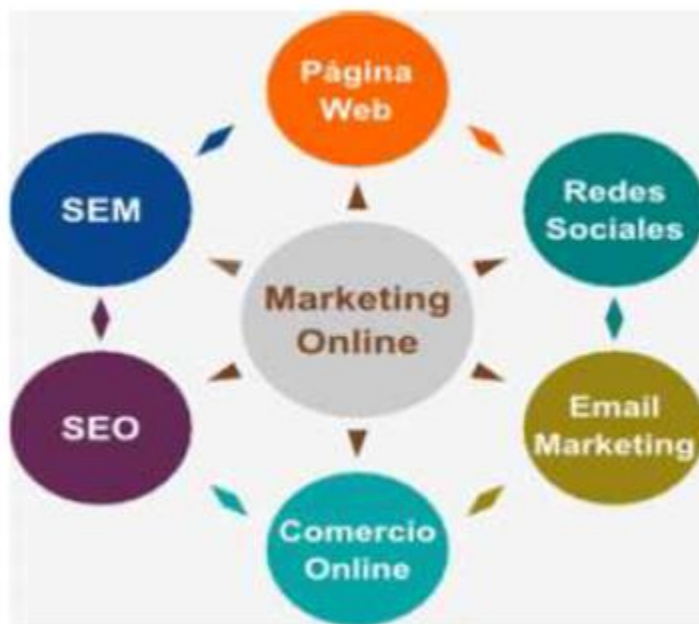 Página
Web
SEM
Redes
Sociales
Marketing
Online
SEO
Email
Marketing
Comercio
Online